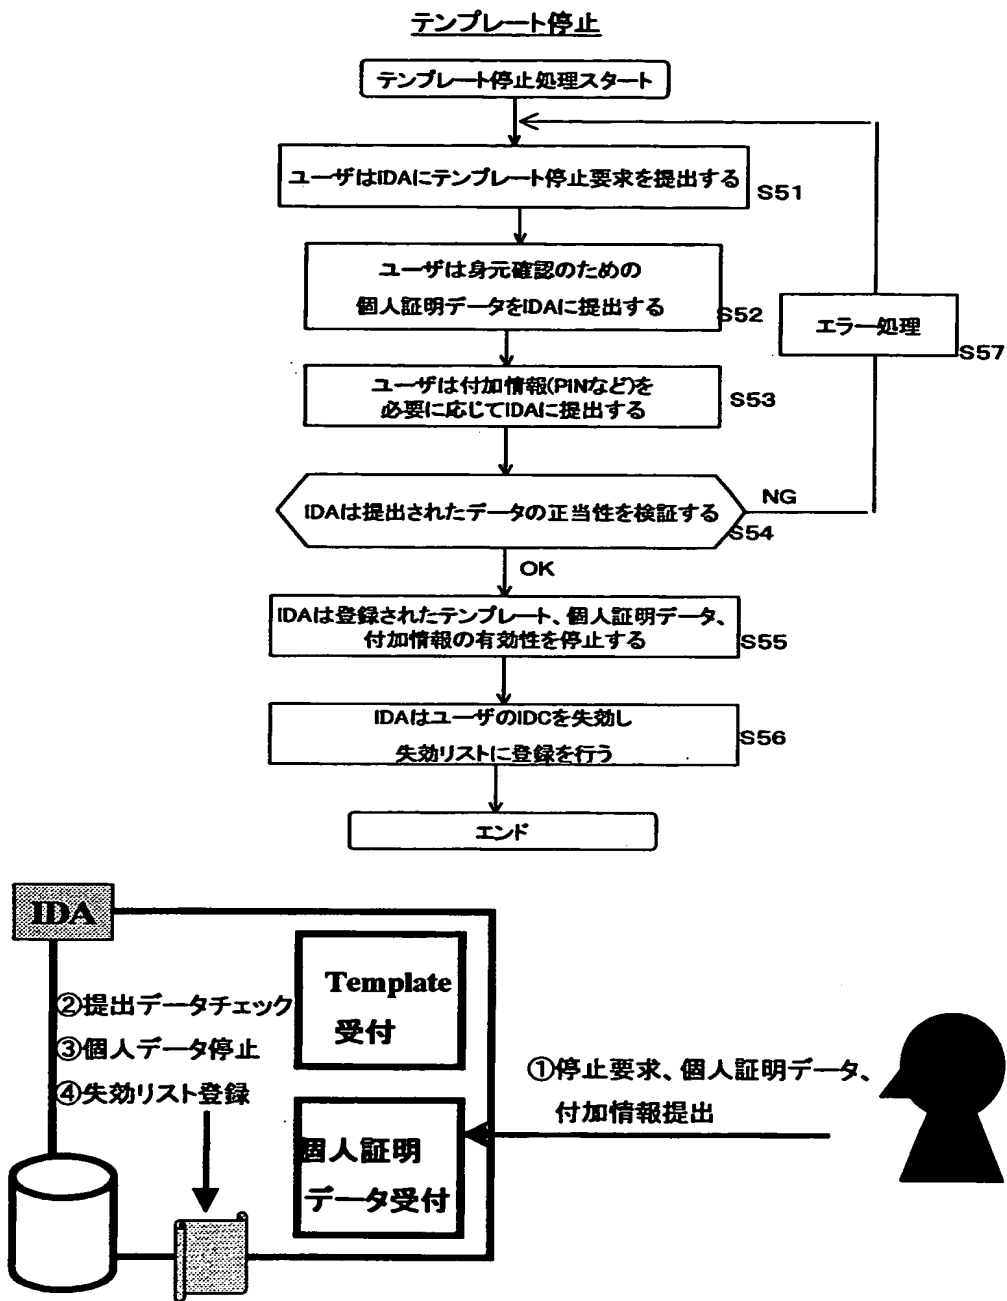 テンプレート停止
テンプレート停止処理スタート
ユーザはIDAにテンプレート停止要求を提出する
S51
ユーザは身元確認のための
個人証明データをIDAに提出する
S52
エラー処理
S57
ユーザは付加情報(PINなど)を
必要に応じてIDAに提出する
S53
IDAは提出されたデータの正当性を検証する
NG
S54
OK
IDAは登録されたテンプレート、個人証明データ、
付加情報の有効性を停止する
S55
IDAはユーザのIDCを失効し
失効リストに登録を行う
S56
エンド
IDA
Template
受付
②提出データチェック
③個人データ停止
④失効リスト登録
①停止要求、個人証明データ、
付加情報提出
個人証明
データ受付